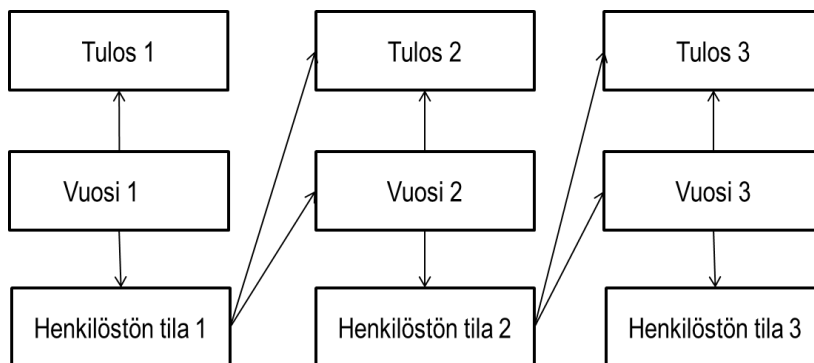 Tulos 1
Tulos 2
Tulos 3
Vuosi 1
Vuosi 2
Vuosi 3
Henkilöstön tila 1
Henkilöstön tila 2
Henkilöstön tila 3